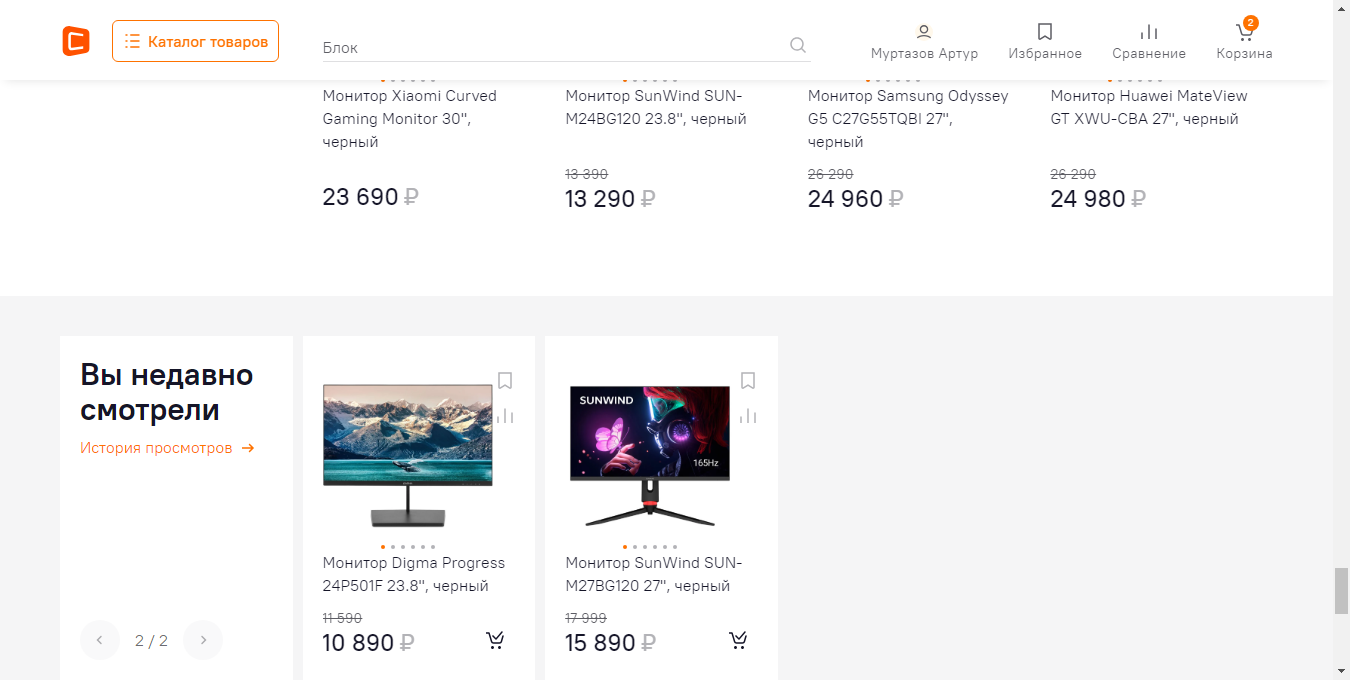 Каталог товаров
Блок
Муртазов Артур
Избранное
Сравнение
2
Корзина
Монитор Xiaomi Curved
Gaming Monitor 30", 
черный
23 690 ₽
Монитор SunWind SUN-
M24BG120 23.8", черный
13 390
13 290 ₽
Монитор Samsung Odyssey
G5 C27G55TQBI 27",
черный
26 290
24 960 ₽
Монитор Huawei MateView
GT XWU-CBA 27", черный
26 290
24 980 ₽
Вы недавно
смотрели
История просмотров →
2 / 2
Монитор Digma Progress
24P501F 23.8", черный
11 590
10 890 ₽
SUNWIND
165Hz
Монитор SunWind SUN-
M27BG120 27", черный
17 999
15 890 ₽